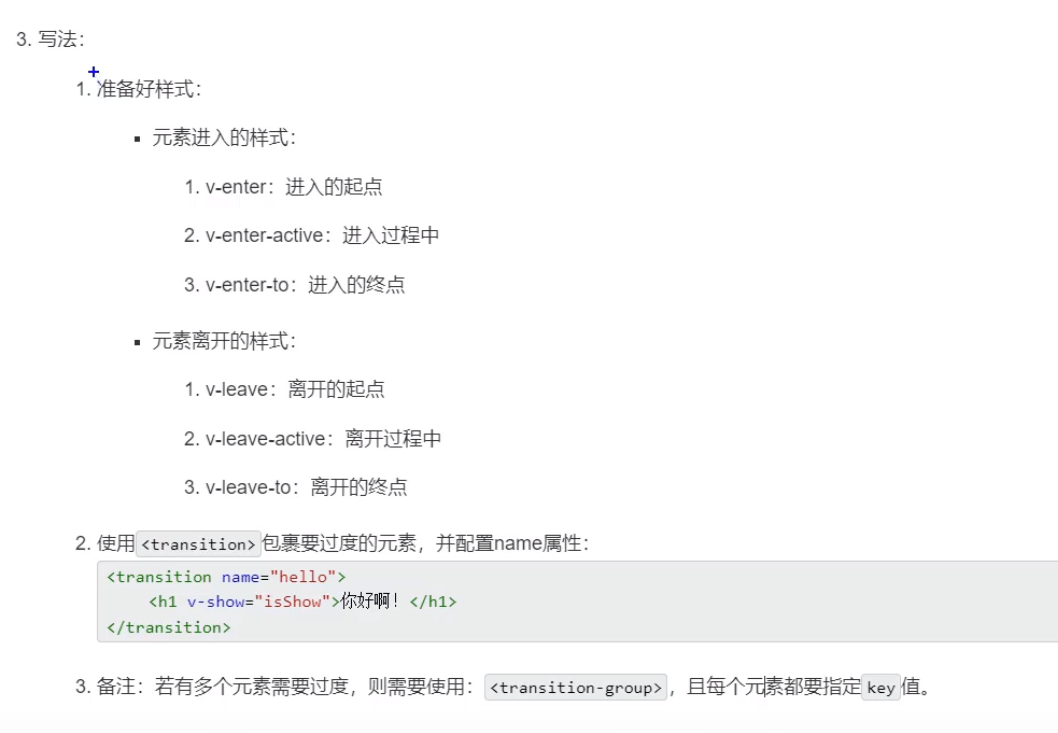 3. 写法：
1. 准备好样式：
▪ 元素进入的样式：
1. v-enter：进入的起点
2. v-enter-active：进入过程中
3. v-enter-to：进入的终点
▪ 元素离开的样式：
1. v-leave：离开的起点
2. v-leave-active：离开过程中
3. v-leave-to：离开的终点
2. 使用<transition>包裹要过度的元素，并配置name属性：
<transition name="hello">
    <h1 v-show="isShow">你好啊！</h1>
</transition>
3. 备注：若有多个元素需要过度，则需要使用：<transition-group>，且每个元素都要指定key值。